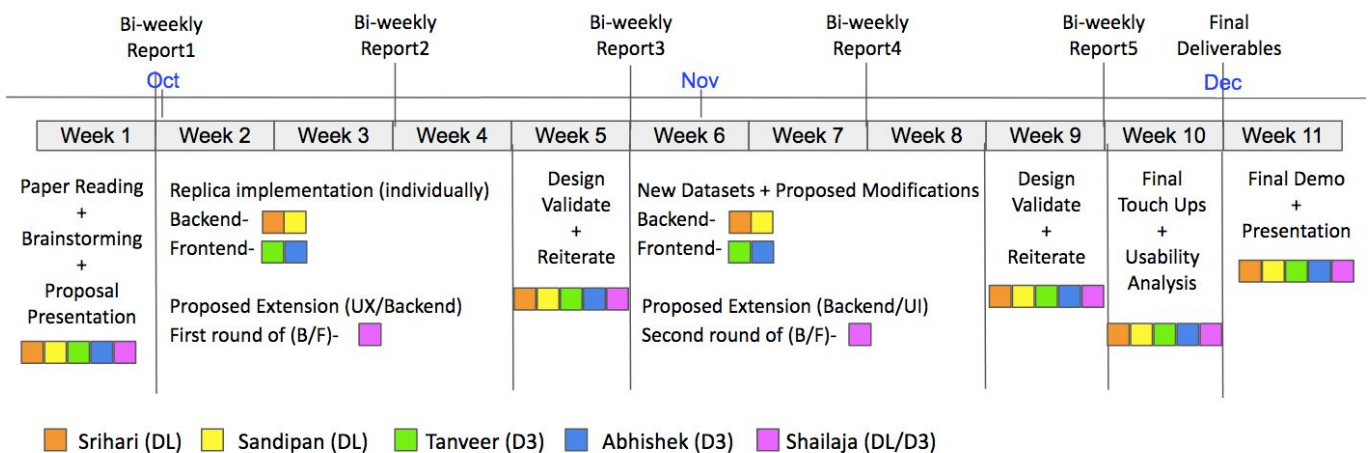 Bi-weekly Report1
Bi-weekly Report2
Bi-weekly Report3
Bi-weekly Report4
Bi-weekly Report5
Final Deliverables
Oct
Nov
Dec
Week 1
Week 2
Week 3
Week 4
Week 5
Week 6
Week 7
Week 8
Week 9
Week 10
Week 11
Paper Reading
+
Brainstorming
+
Proposal
Presentation
Replica implementation (individually)
Backend-
Frontend-
Proposed Extension (UX/Backend)
First round of (B/F)-
Design
Validate
+
Reiterate
New Datasets + Proposed Modifications
Backend-
Frontend-
Proposed Extension (Backend/UI)
Second round of (B/F)-
Design
Validate
+
Reiterate
Final
Touch Ups
+
Usability
Analysis
Final Demo
+
Presentation
Srihari (DL)
Sandipan (DL)
Tanveer (D3)
Abhishek (D3)
Shailaja (DL/D3)